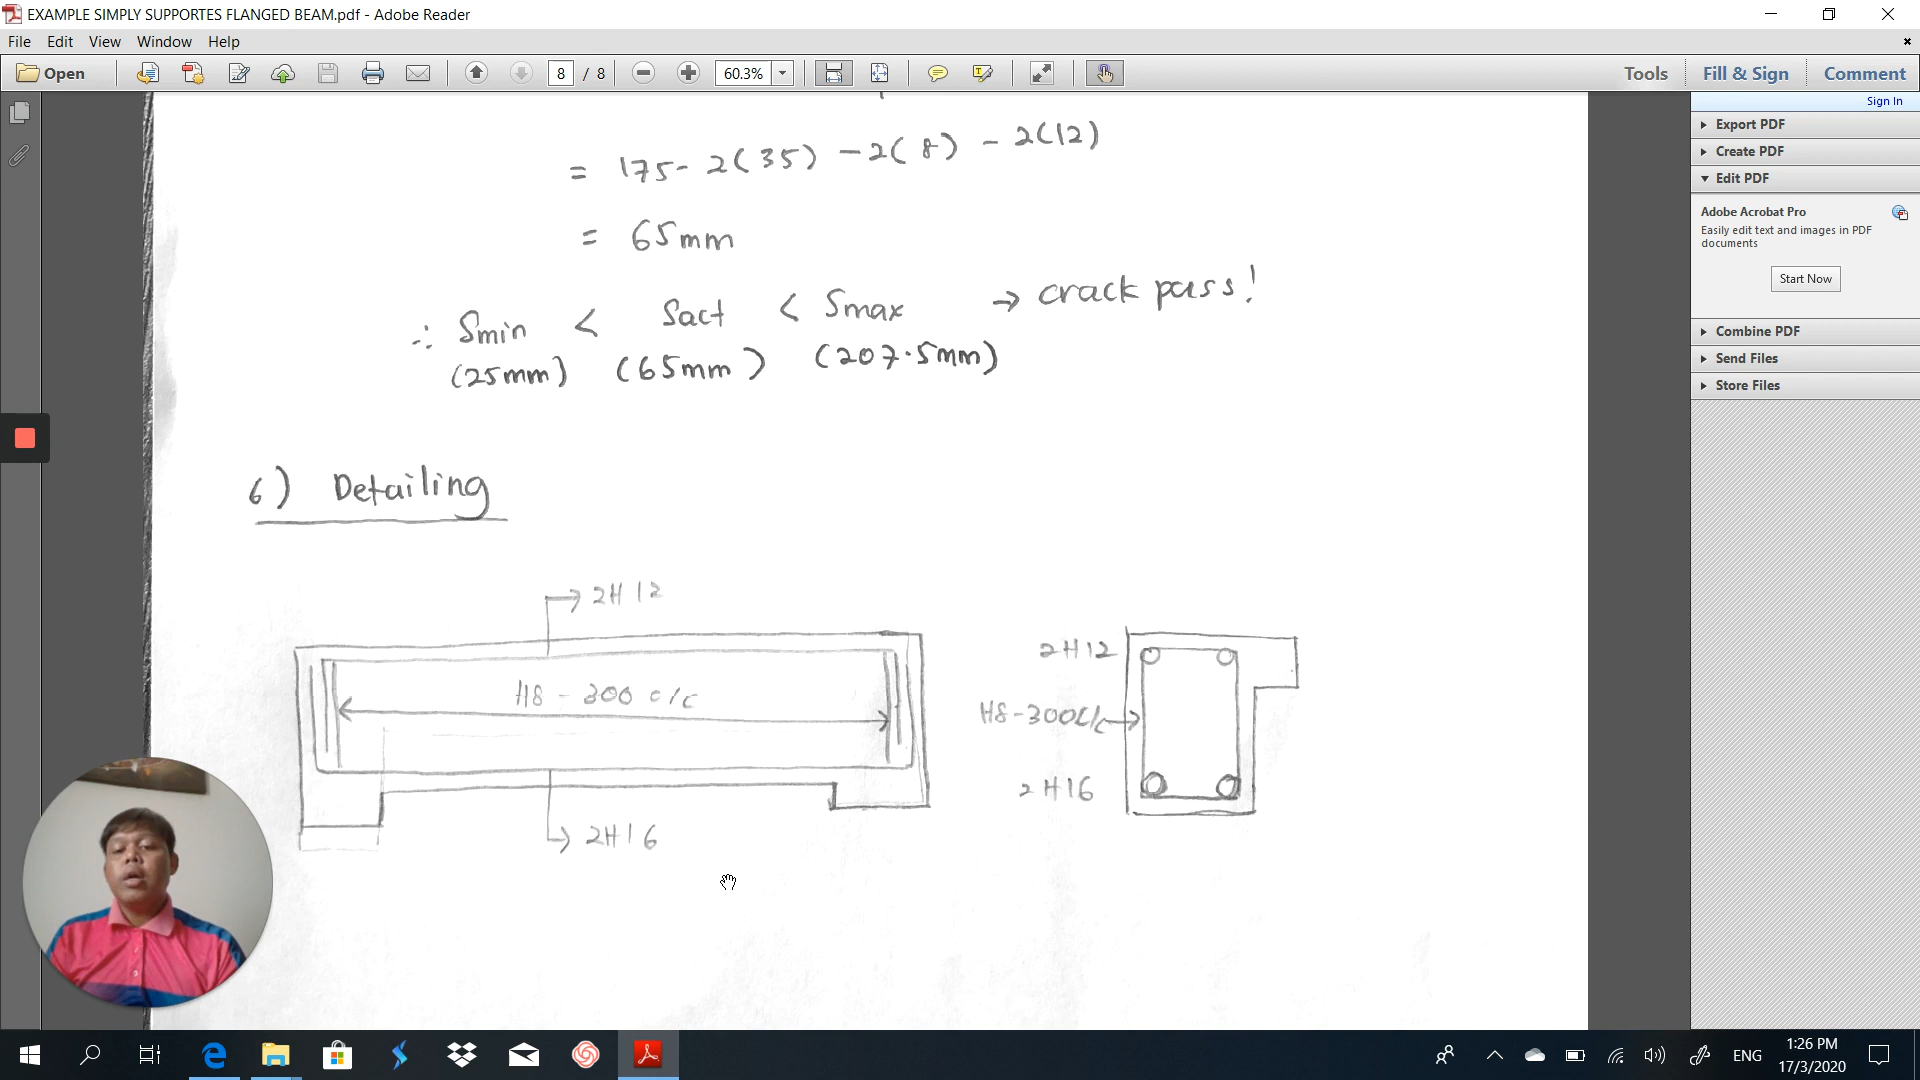 EXAMPLE SIMPLY SUPPORTES FLANGED BEAM.pdf - Adobe Reader
File Edit View Window Help
Open 8 / 8 60.3% Tools Fill & Sign Comment
Sign In
Export PDF
Create PDF
Edit PDF
Adobe Acrobat Pro
Easily edit text and images in PDF
documents
Start Now
Combine PDF
Send Files
Store Files
= 175 - 2(35) - 2(8) - 2(12)
= 65mm
∴ Smin < Sact < Smax → crack pass!
(25mm) (65mm) (207.5mm)
6) Detailing
2H12
H8 - 300 c/c
2H16
2H12
H8-300c/c
2H16
ENG
1:26 PM
17/3/2020